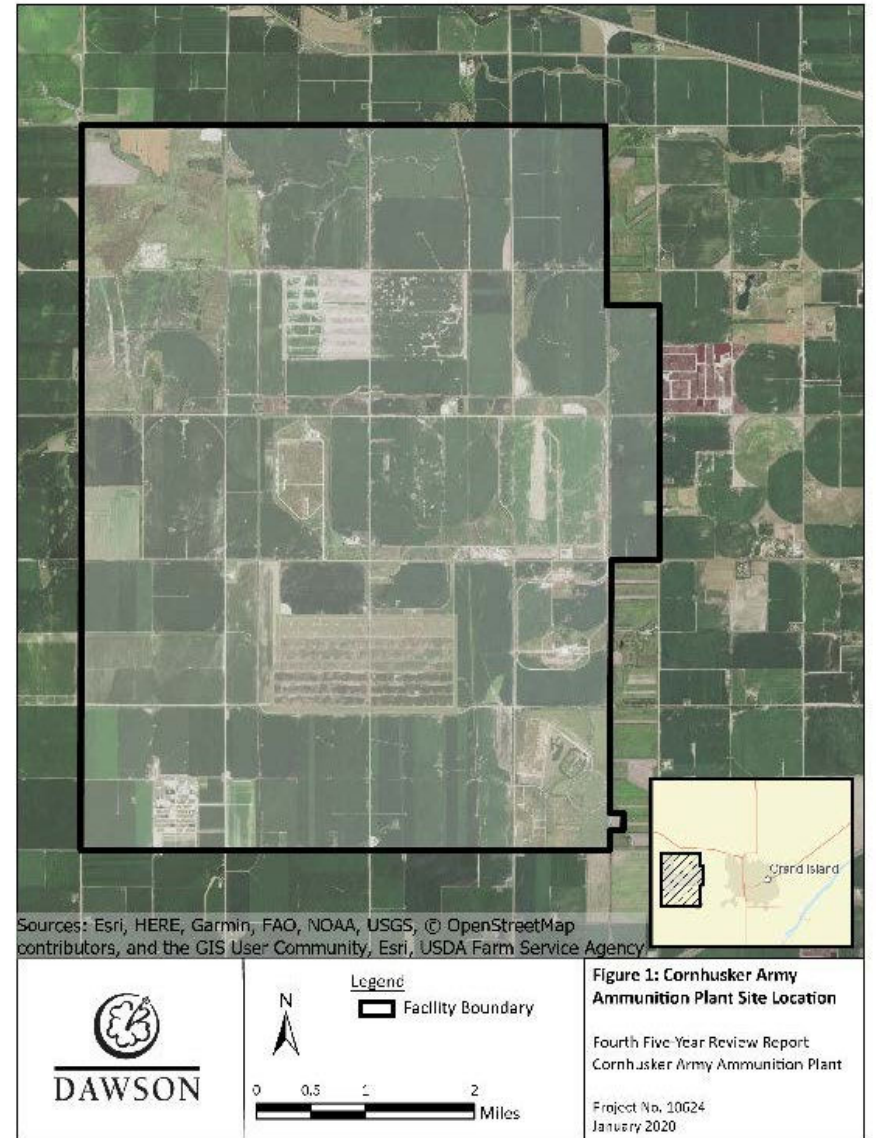 Grand Island
Sources: Esri, HERE, Garmin, FAO, NOAA, USGS, © OpenStreetMap
contributors, and the GIS User Community, Esri, USDA Farm Service Agency
DAWSON
N
Legend
Facility Boundary
0 0.5 1 2
Miles
Figure 1: Cornhusker Army
Ammunition Plant Site Location
Fourth Five-Year Review Report
Cornhusker Army Ammunition Plant
Project No. 10624
January 2020